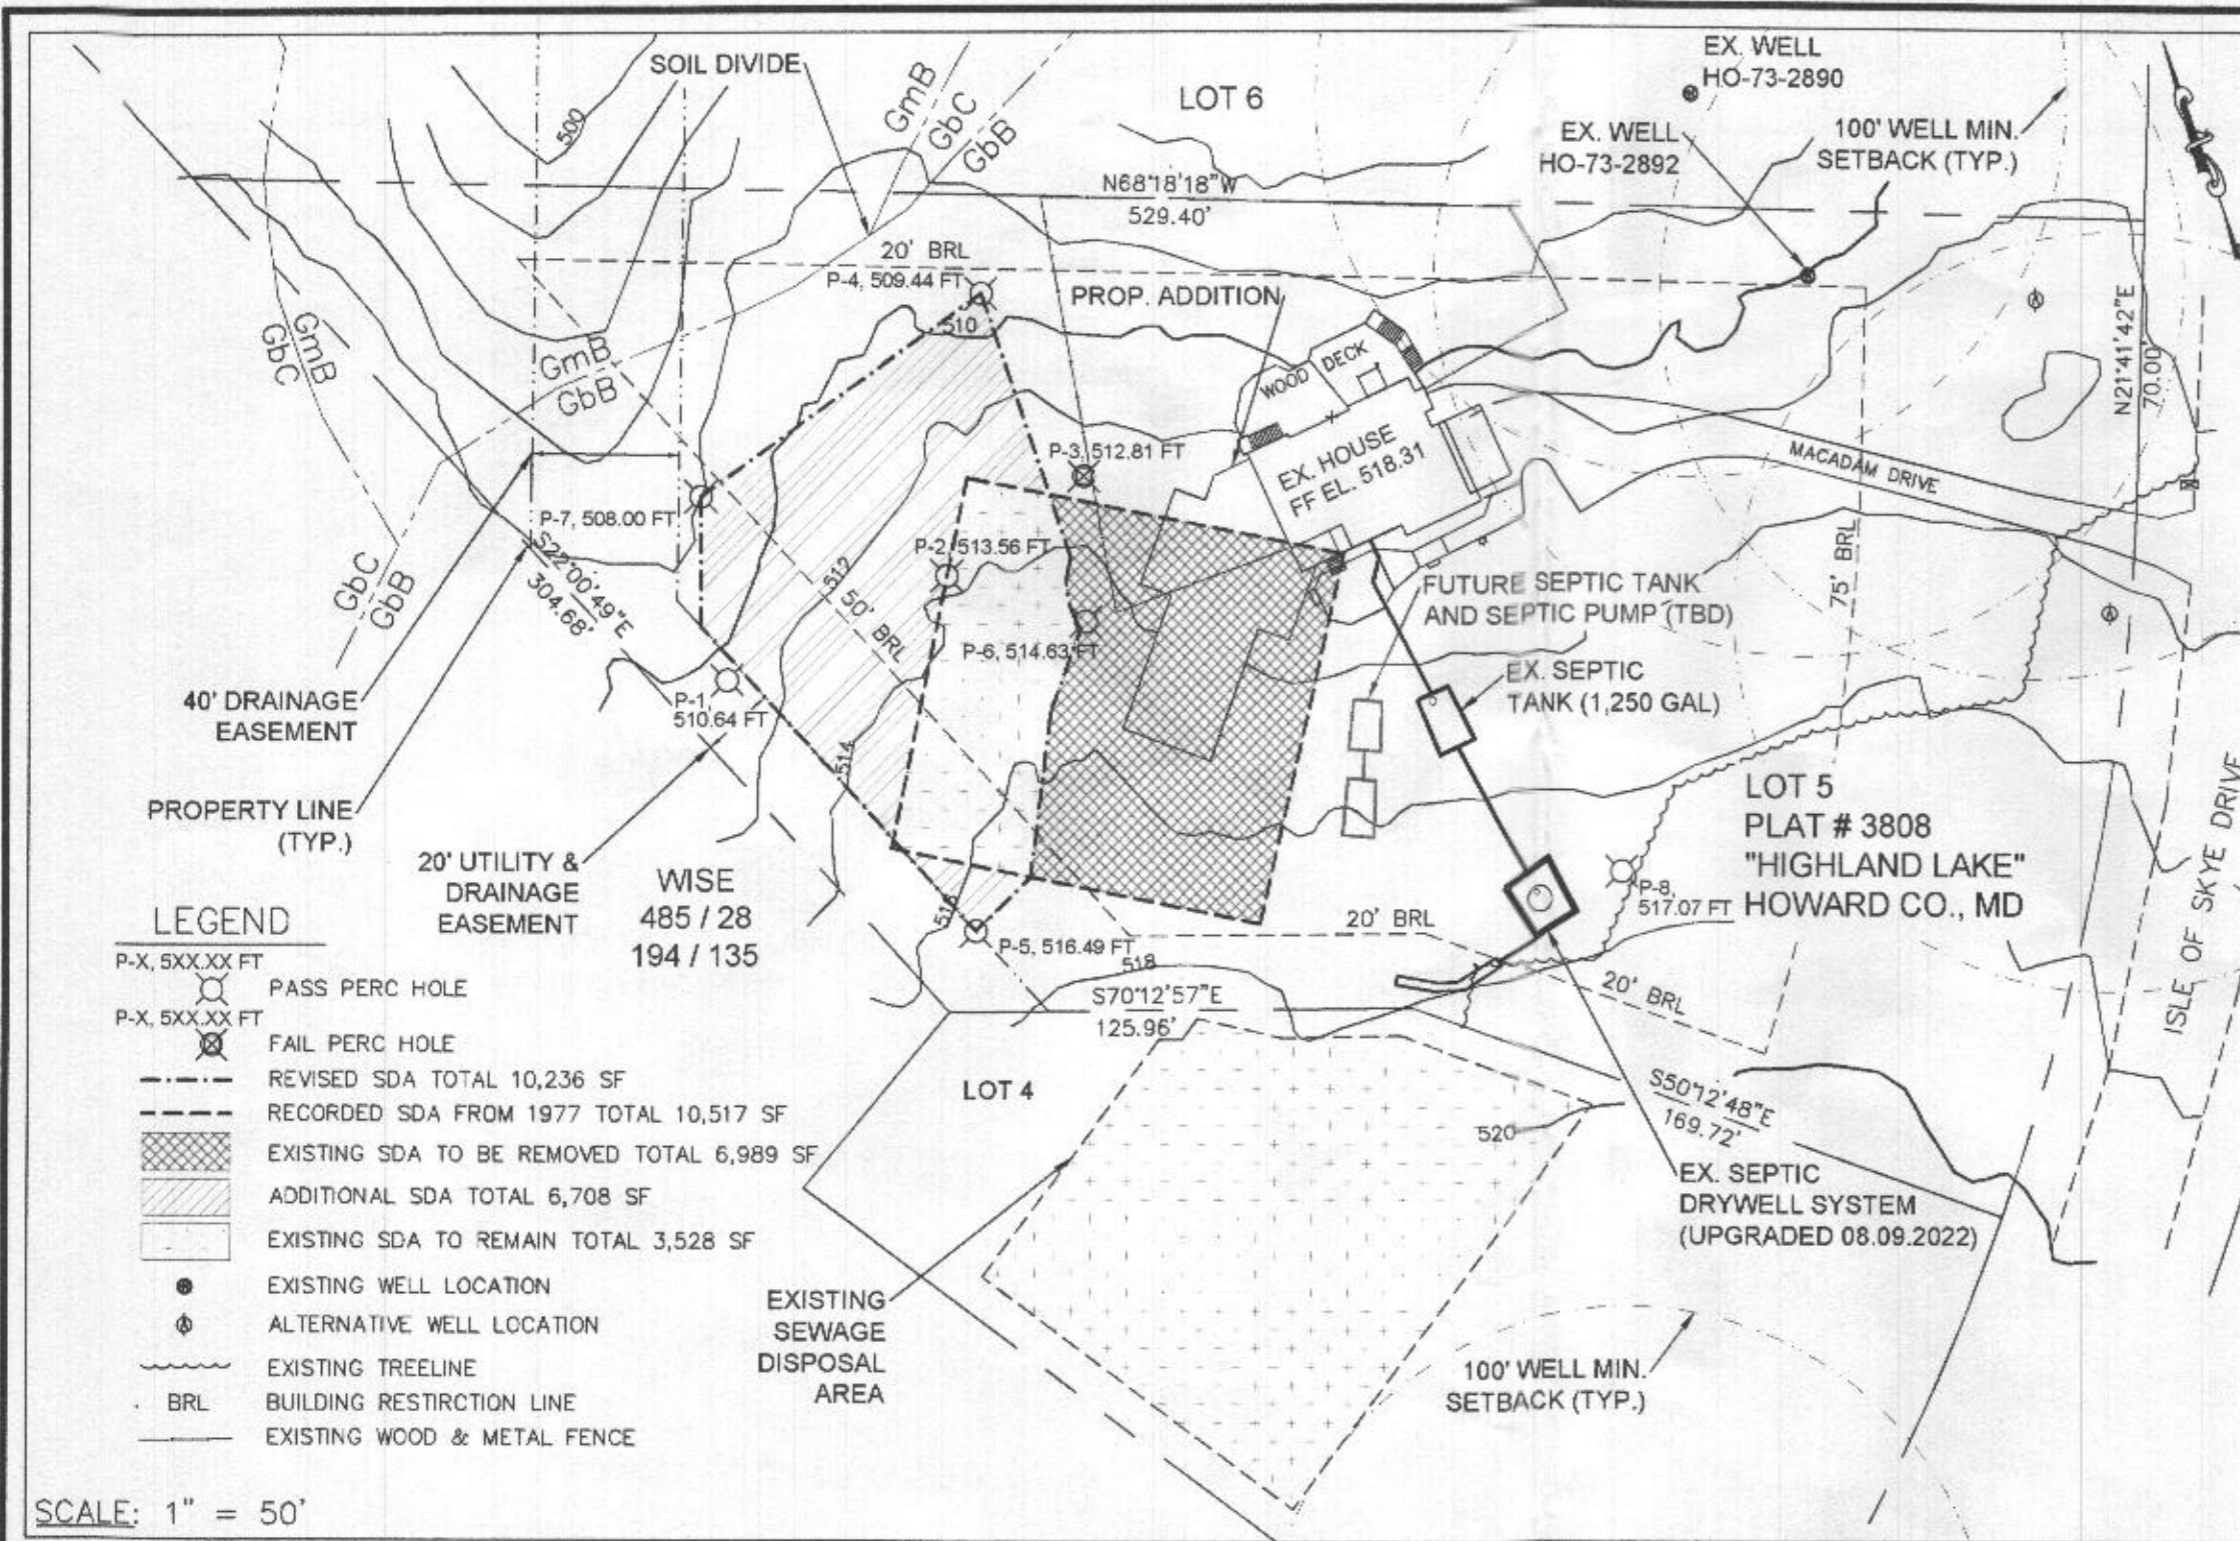 SOIL DIVIDE
GmB
GbC
GbB
LOT 6
EX. WELL
HO-73-2890
EX. WELL
HO-73-2892
100' WELL MIN.
SETBACK (TYP.)
500
N68°18'18"W
529.40'
20' BRL
P-4, 509.44 FT
510
PROP. ADDITION
WOOD DECK
EX. HOUSE
FF EL. 518.31
N21°41'42"E
70.00'
MACADAM DRIVE
GmB
GbC
GmB
GbB
P-3, 512.81 FT
P-7, 508.00 FT
P-2, 513.56 FT
512
50' BRL
S22°00'49"E
304.68'
GbC
GbB
75' BRL
FUTURE SEPTIC TANK
AND SEPTIC PUMP (TBD)
P-6, 514.63 FT
EX. SEPTIC
TANK (1,250 GAL)
40' DRAINAGE
EASEMENT
P-1,
510.64 FT
514
PROPERTY LINE
(TYP.)
LOT 5
PLAT # 3808
"HIGHLAND LAKE"
HOWARD CO., MD
ISLE OF SKYE DRIVE
20' UTILITY &
DRAINAGE
EASEMENT
WISE
485 / 28
194 / 135
516
P-8,
517.07 FT
20' BRL
P-5, 516.49 FT
518
20' BRL
S70°12'57"E
125.96'
LOT 4
S50°12'48"E
169.72'
520
EX. SEPTIC
DRYWELL SYSTEM
(UPGRADED 08.09.2022)
EXISTING
SEWAGE
DISPOSAL
AREA
100' WELL MIN.
SETBACK (TYP.)
LEGEND
P-X, 5XX.XX FT
PASS PERC HOLE
P-X, 5XX.XX FT
FAIL PERC HOLE
REVISED SDA TOTAL 10,236 SF
RECORDED SDA FROM 1977 TOTAL 10,517 SF
EXISTING SDA TO BE REMOVED TOTAL 6,989 SF
ADDITIONAL SDA TOTAL 6,708 SF
EXISTING SDA TO REMAIN TOTAL 3,528 SF
EXISTING WELL LOCATION
ALTERNATIVE WELL LOCATION
EXISTING TREELINE
BRL BUILDING RESTIRCTION LINE
EXISTING WOOD & METAL FENCE
SCALE: 1" = 50'